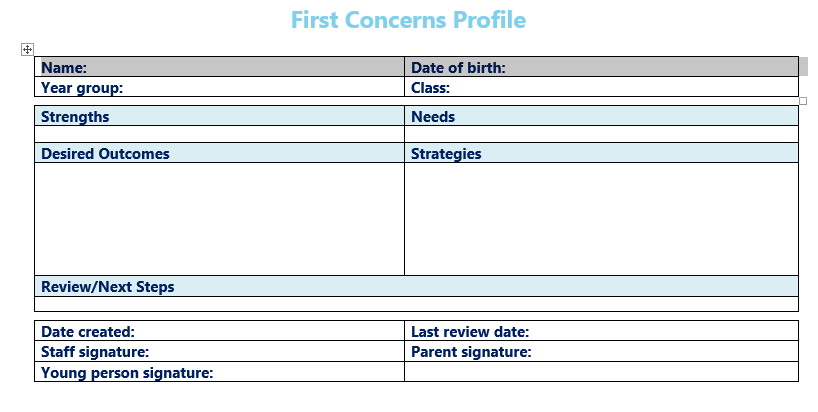 First Concerns Profile
Name: Date of birth:
Year group: Class:
Strengths Needs
Desired Outcomes Strategies
Review/Next Steps
Date created: Last review date:
Staff signature: Parent signature:
Young person signature: